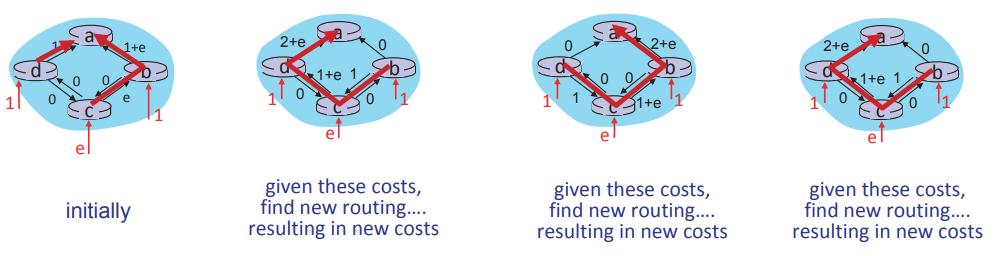 a
1
1+e
d
b
0
0
0
e
c
1
1
e
initially
a
2+e
0
d
b
1+e
1
0
0
c
1
1
e
given these costs,
find new routing....
resulting in new costs
a
0
2+e
d
b
0
0
1
1+e
c
1
1
e
given these costs,
find new routing....
resulting in new costs
a
2+e
0
d
b
1+e
1
0
0
c
1
1
e
given these costs,
find new routing....
resulting in new costs